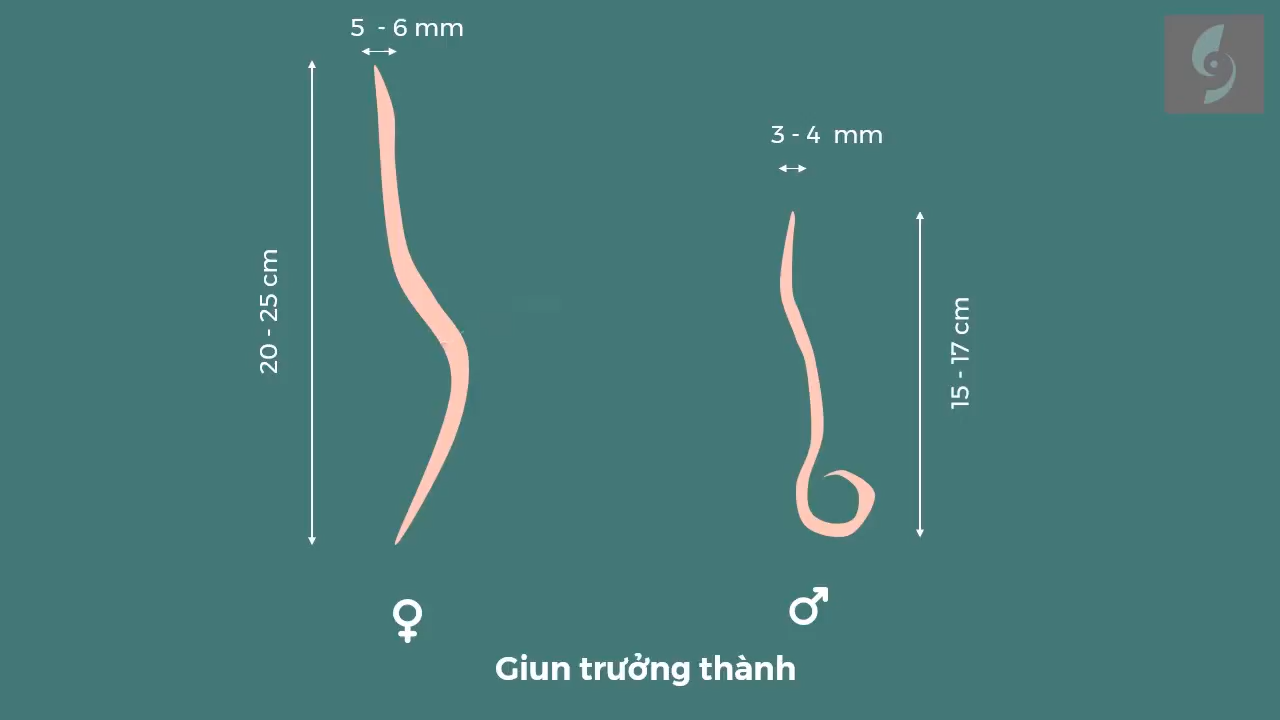 5 - 6 mm
3 - 4 mm
20 - 25 cm
15 - 17 cm
Giun trưởng thành